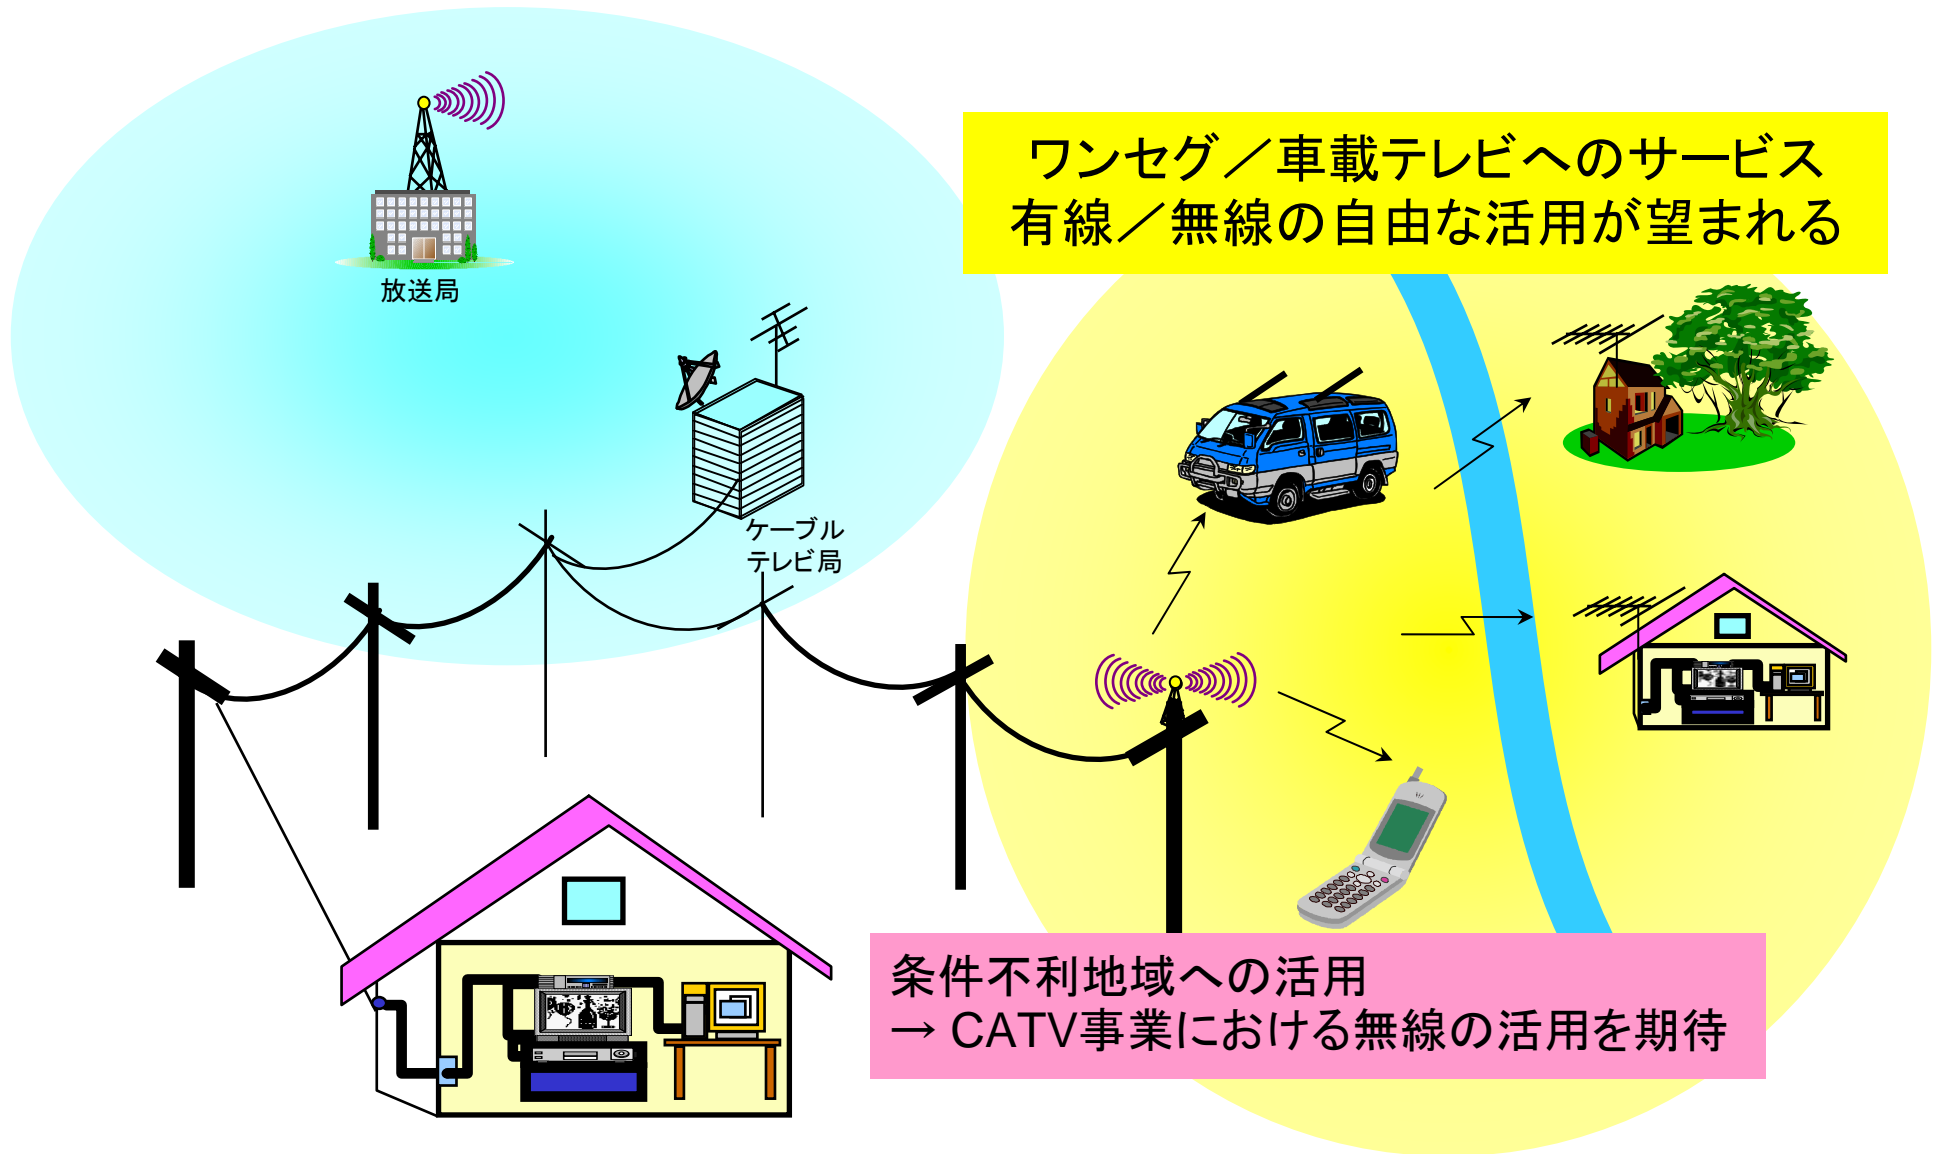 ワンセグ／車載テレビへのサービス
有線／無線の自由な活用が望まれる
放送局
ケーブル
テレビ局
条件不利地域への活用
→ CATV事業における無線の活用を期待